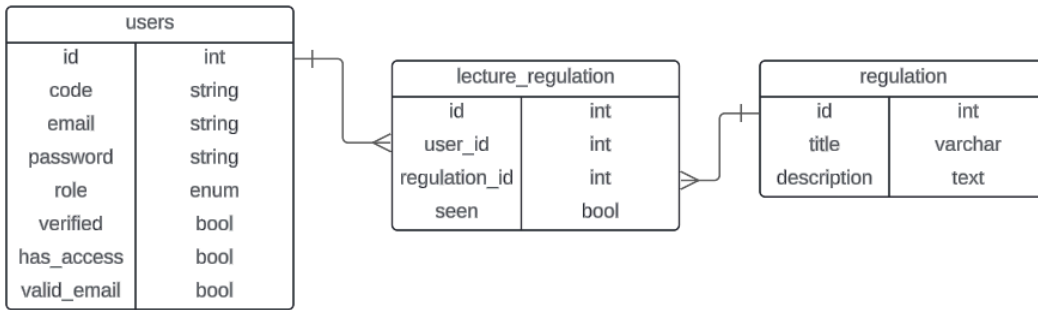 users
id int
code string
email string
password string
role enum
verified bool
has_access bool
valid_email bool
lecture_regulation
id int
user_id int
regulation_id int
seen bool
regulation
id int
title varchar
description text